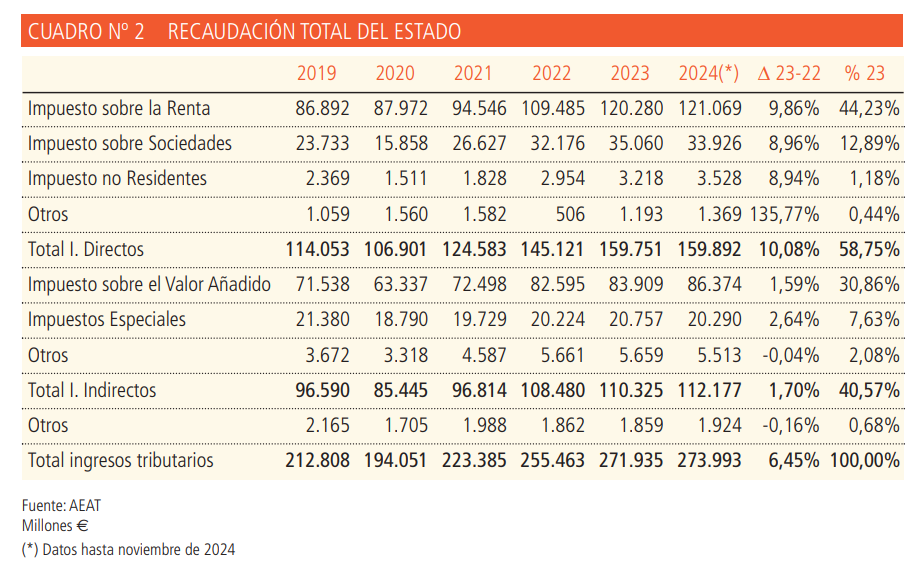 CUADRO Nº 2 RECAUDACIÓN TOTAL DEL ESTADO
2019 2020 2021 2022 2023 2024(*) Δ 23-22 % 23
Impuesto sobre la Renta 86.892 87.972 94.546 109.485 120.280 121.069 9,86% 44,23%
Impuesto sobre Sociedades 23.733 15.858 26.627 32.176 35.060 33.926 8,96% 12,89%
Impuesto no Residentes 2.369 1.511 1.828 2.954 3.218 3.528 8,94% 1,18%
Otros 1.059 1.560 1.582 506 1.193 1.369 135,77% 0,44%
Total I. Directos 114.053 106.901 124.583 145.121 159.751 159.892 10,08% 58,75%
Impuesto sobre el Valor Añadido 71.538 63.337 72.498 82.595 83.909 86.374 1,59% 30,86%
Impuestos Especiales 21.380 18.790 19.729 20.224 20.757 20.290 2,64% 7,63%
Otros 3.672 3.318 4.587 5.661 5.659 5.513 -0,04% 2,08%
Total I. Indirectos 96.590 85.445 96.814 108.480 110.325 112.177 1,70% 40,57%
Otros 2.165 1.705 1.988 1.862 1.859 1.924 -0,16% 0,68%
Total ingresos tributarios 212.808 194.051 223.385 255.463 271.935 273.993 6,45% 100,00%
Fuente: AEAT
Millones €
(*) Datos hasta noviembre de 2024